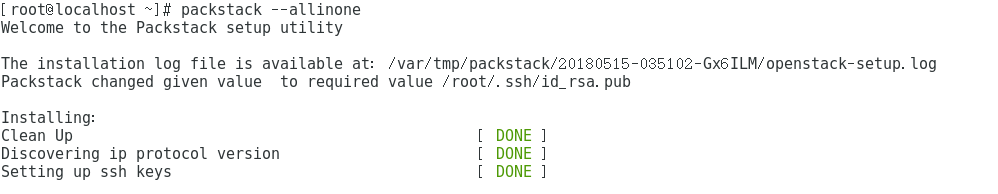 [root@localhost ~]# packstack --allinone
Welcome to the Packstack setup utility

The installation log file is available at: /var/tmp/packstack/20180515-035102-Gx6ILM/openstack-setup.log
Packstack changed given value  to required value /root/.ssh/id_rsa.pub

Installing:
Clean Up                                             [ DONE ]
Discovering ip protocol version                      [ DONE ]
Setting up ssh keys                                  [ DONE ]